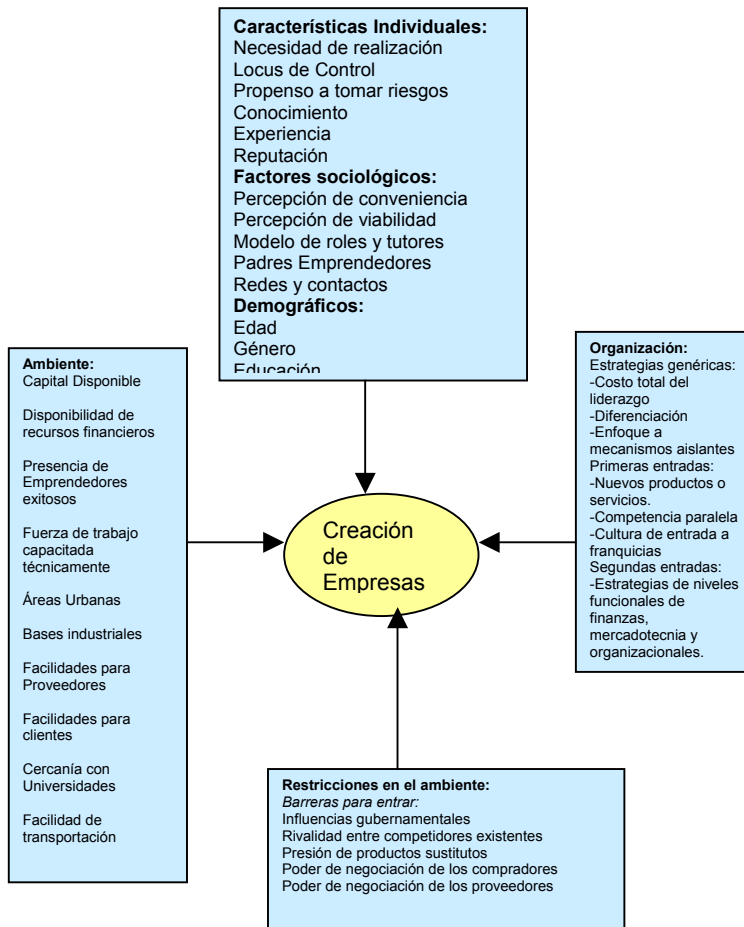 Características Individuales:
Necesidad de realización
Locus de Control
Propenso a tomar riesgos
Conocimiento
Experiencia
Reputación
Factores sociológicos:
Percepción de conveniencia
Percepción de viabilidad
Modelo de roles y tutores
Padres Emprendedores
Redes y contactos
Demográficos:
Edad
Género
Educación
Ambiente:
Capital Disponible
Disponibilidad de
recursos financieros
Presencia de
Emprendedores
exitosos
Fuerza de trabajo
capacitada
técnicamente
Áreas Urbanas
Bases industriales
Facilidades para
Proveedores
Facilidades para
clientes
Cercanía con
Universidades
Facilidad de
transportación
Creación
de
Empresas
Organización:
Estrategias genéricas:
-Costo total del
liderazgo
-Diferenciación
-Enfoque a
mecanismos aislantes
Primeras entradas:
-Nuevos productos o
servicios.
-Competencia paralela
-Cultura de entrada a
franquicias
Segundas entradas:
-Estrategias de niveles
funcionales de
finanzas,
mercadotecnia y
organizacionales.
Restricciones en el ambiente:
Barreras para entrar:
Influencias gubernamentales
Rivalidad entre competidores existentes
Presión de productos sustitutos
Poder de negociación de los compradores
Poder de negociación de los proveedores